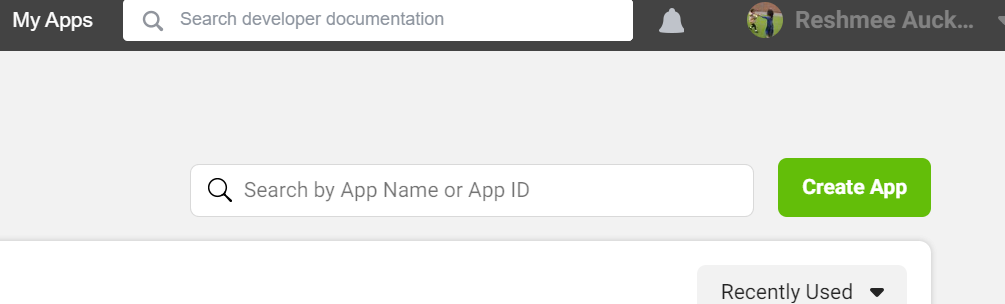 My Apps
Search developer documentation
Reshmee Auck...
Search by App Name or App ID
Create App
Recently Used